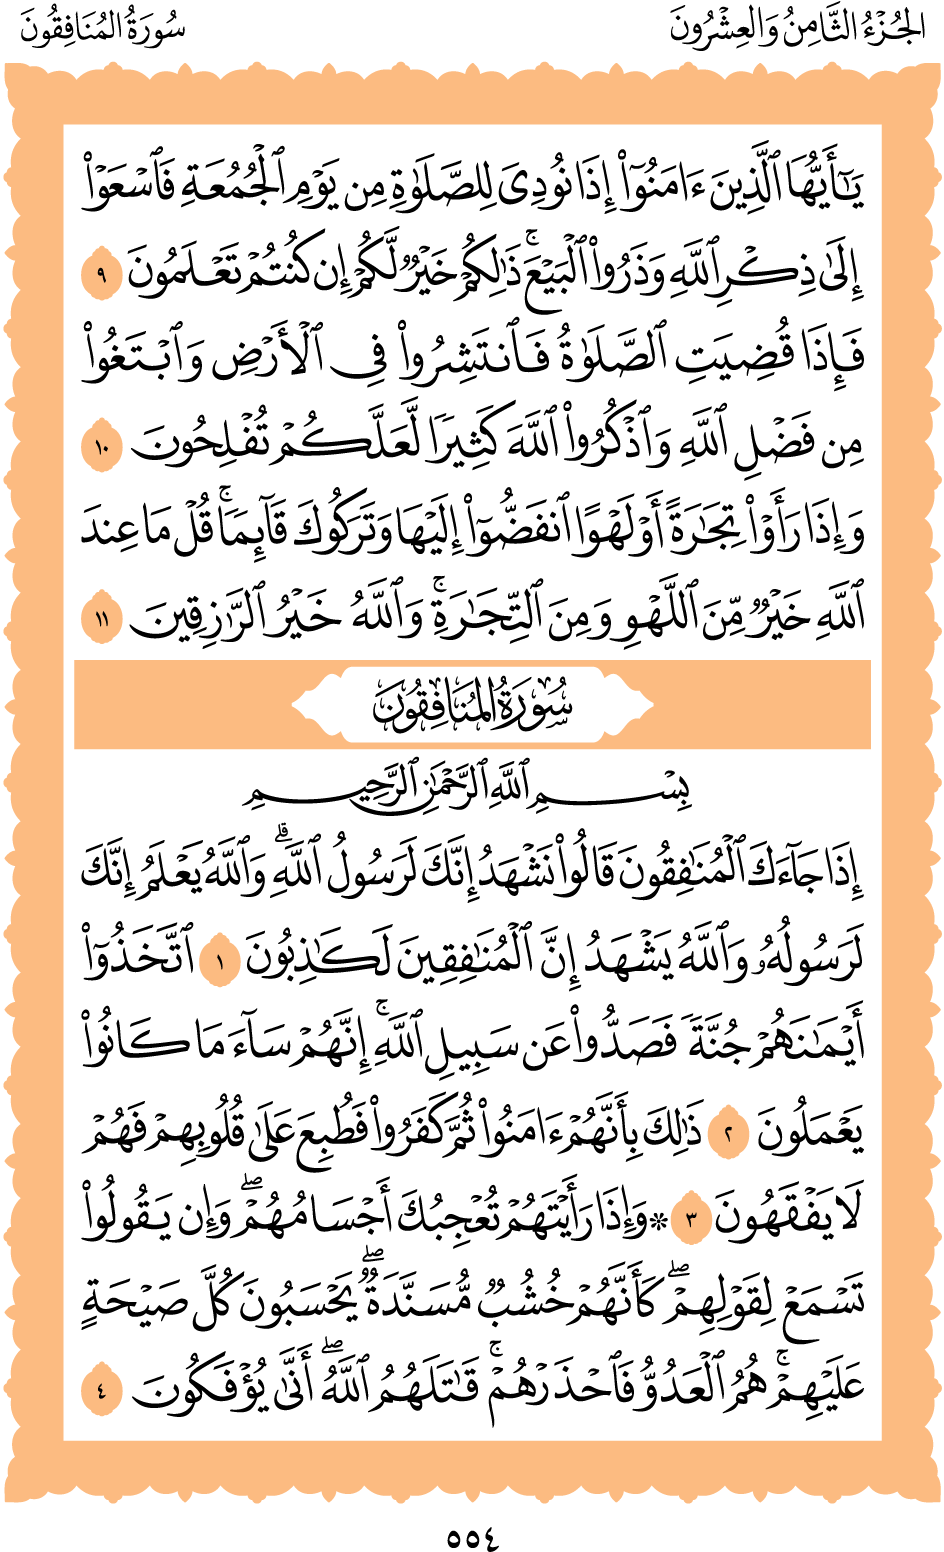 الجُزْءُ الثَّامِنُ وَالعِشْرُونَ
سُورَةُ المُنَافِقُونَ
يَٰٓأَيُّهَا ٱلَّذِينَ ءَامَنُوٓا۟ إِذَا نُودِىَ لِلصَّلَوٰةِ مِن يَوْمِ ٱلْجُمُعَةِ فَٱسْعَوْا۟
إِلَىٰ ذِكْرِ ٱللَّهِ وَذَرُوا۟ ٱلْبَيْعَ ۚ ذَٰلِكُمْ خَيْرٌ لَّكُمْ إِن كُنتُمْ تَعْلَمُونَ ٩
فَإِذَا قُضِيَتِ ٱلصَّلَوٰةُ فَٱنتَشِرُوا۟ فِى ٱلْأَرْضِ وَٱبْتَغُوا۟
مِن فَضْلِ ٱللَّهِ وَٱذْكُرُوا۟ ٱللَّهَ كَثِيرًا لَّعَلَّكُمْ تُفْلِحُونَ ١٠
وَإِذَا رَأَوْا۟ تِجَٰرَةً أَوْ لَهْوًا ٱنفَضُّوٓا۟ إِلَيْهَا وَتَرَكُوكَ قَآئِمًا ۚ قُلْ مَا عِندَ
ٱللَّهِ خَيْرٌ مِّنَ ٱللَّهْوِ وَمِنَ ٱلتِّجَٰرَةِ ۚ وَٱللَّهُ خَيْرُ ٱلرَّٰزِقِينَ ١١
سُورَةُ المُنَافِقُونَ
بِسْمِ ٱللَّهِ ٱلرَّحْمَٰنِ ٱلرَّحِيمِ
إِذَا جَآءَكَ ٱلْمُنَٰفِقُونَ قَالُوا۟ نَشْهَدُ إِنَّكَ لَرَسُولُ ٱللَّهِ ۗ وَٱللَّهُ يَعْلَمُ إِنَّكَ
لَرَسُولُهُۥ وَٱللَّهُ يَشْهَدُ إِنَّ ٱلْمُنَٰفِقِينَ لَكَٰذِبُونَ ١ ٱتَّخَذُوٓا۟
أَيْمَٰنَهُمْ جُنَّةً فَصَدُّوا۟ عَن سَبِيلِ ٱللَّهِ ۚ إِنَّهُمْ سَآءَ مَا كَانُوا۟
يَعْمَلُونَ ٢ ذَٰلِكَ بِأَنَّهُمْ ءَامَنُوا۟ ثُمَّ كَفَرُوا۟ فَطُبِعَ عَلَىٰ قُلُوبِهِمْ فَهُمْ
لَا يَفْقَهُونَ ٣ * وَإِذَا رَأَيْتَهُمْ تُعْجِبُكَ أَجْسَامُهُمْ ۖ وَإِن يَقُولُوا۟
تَسْمَعْ لِقَوْلِهِمْ ۖ كَأَنَّهُمْ خُشُبٌ مُّسَنَّدَةٌ ۖ يَحْسَبُونَ كُلَّ صَيْحَةٍ
عَلَيْهِمْ ۚ هُمُ ٱلْعَدُوُّ فَٱحْذَرْهُمْ ۚ قَٰتَلَهُمُ ٱللَّهُ ۖ أَنَّىٰ يُؤْفَكُونَ ٤
٥٥٤